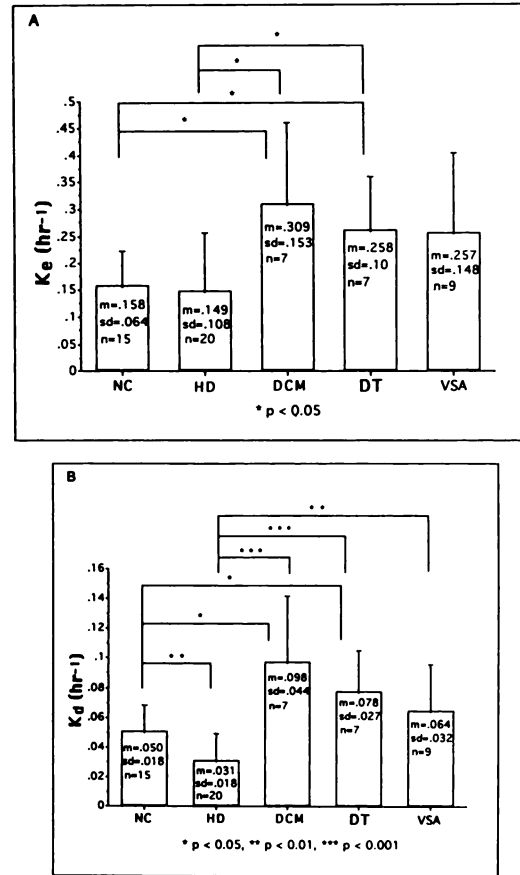 A
*
*
*
*
.5
.45
.4
.35
.3
.25
.2
.15
.1
.05
0
Ke (hr-1)
m=.158
sd=.064
n=15
m=.149
sd=.108
n=20
m=.309
sd=.153
n=7
m=.258
sd=.10
n=7
m=.257
sd=.148
n=9
NC HD DCM DT VSA
* p < 0.05
B
**
***
***
*
*
**
.16
.14
.12
.1
.08
.06
.04
.02
0
Kd (hr-1)
m=.050
sd=.018
n=15
m=.031
sd=.018
n=20
m=.098
sd=.044
n=7
m=.078
sd=.027
n=7
m=.064
sd=.032
n=9
NC HD DCM DT VSA
* p < 0.05, ** p < 0.01, *** p < 0.001